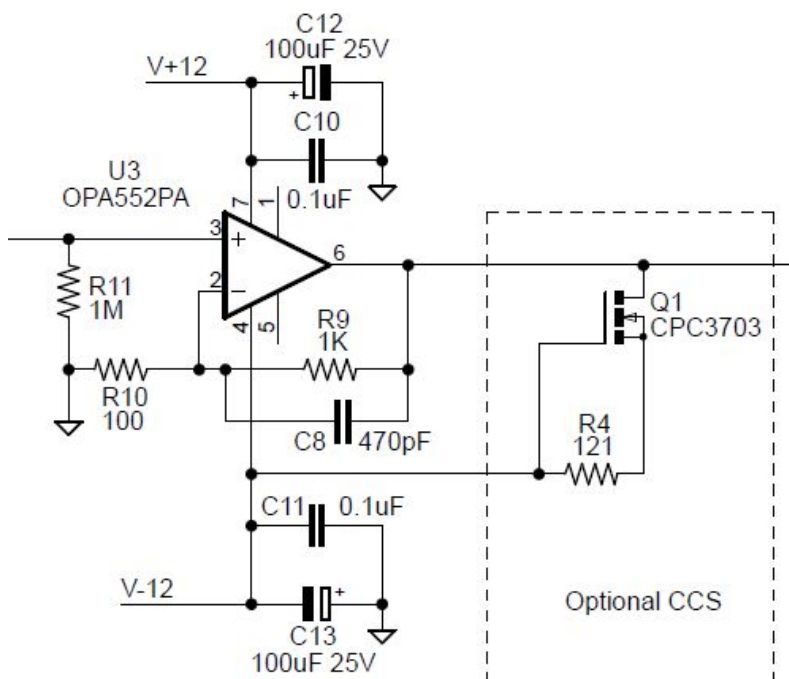 C12
100uF 25V
V+12
+
C10
U3
OPA552PA
0.1uF
7
1
3
+
6
2
−
4
5
R11
1M
R9
1K
Q1
CPC3703
R10
100
C8
470pF
R4
121
C11
0.1uF
V-12
+
C13
100uF 25V
Optional CCS